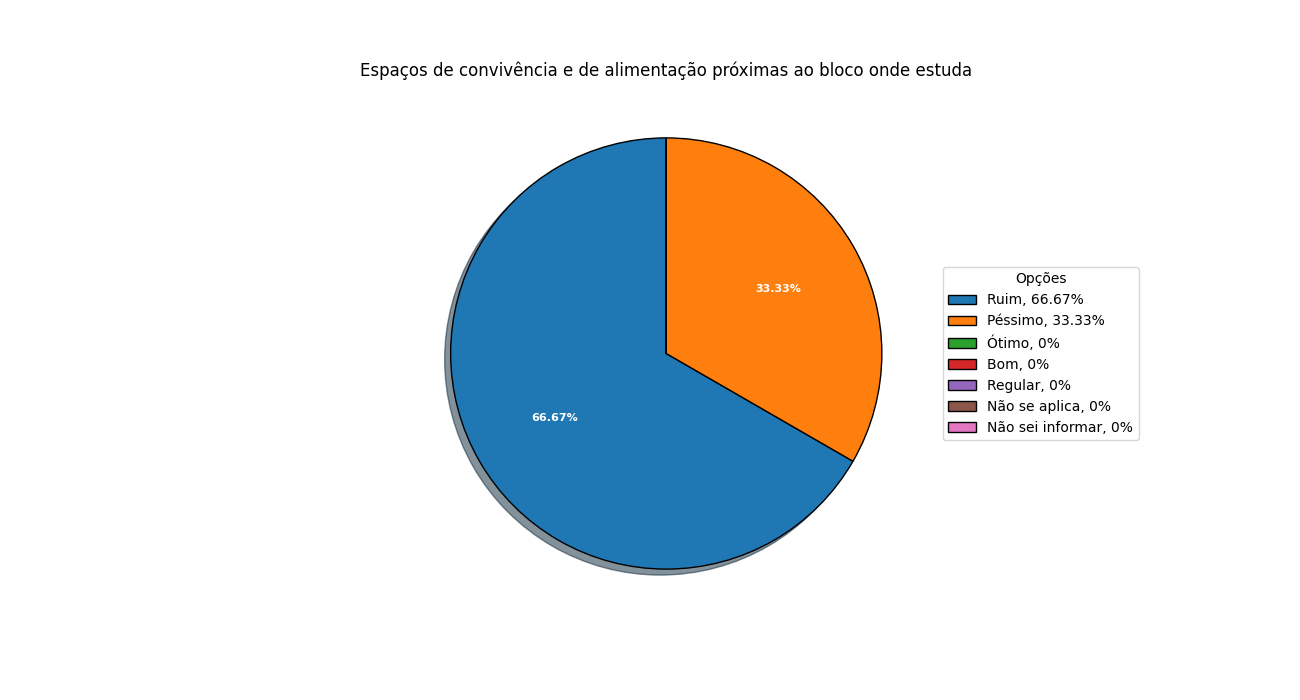 Espaços de convivência e de alimentação próximas ao bloco onde estuda
33.33%
66.67%
Opções
Ruim, 66.67%
Péssimo, 33.33%
Ótimo, 0%
Bom, 0%
Regular, 0%
Não se aplica, 0%
Não sei informar, 0%